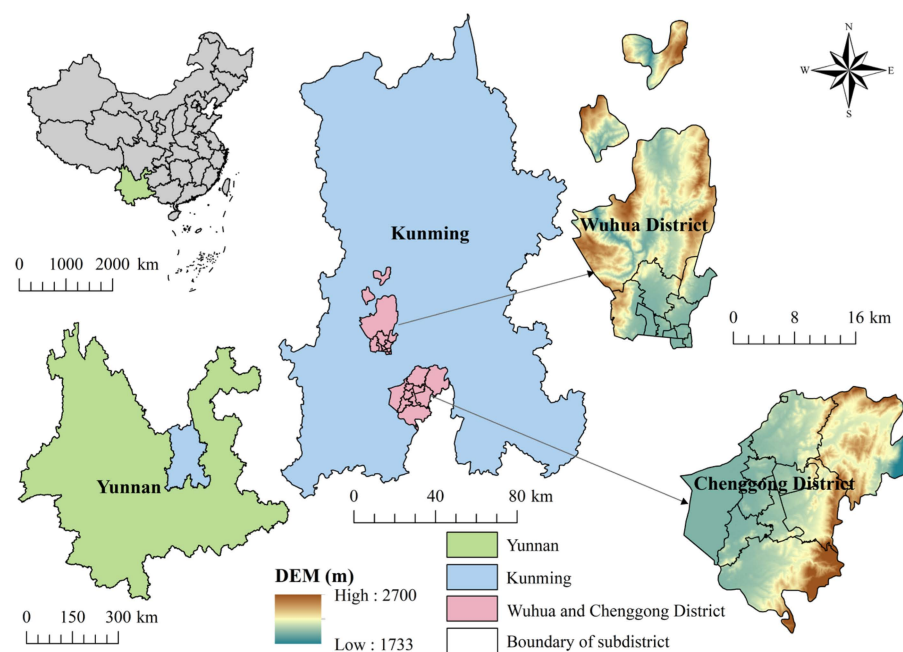 N
W E
S
Wuhua District
Kunming
0 1000 2000 km
0 8 16 km
Chenggong District
Yunnan
0 40 80 km
0 150 300 km
DEM (m)
High : 2700
Low : 1733
Yunnan
Kunming
Wuhua and Chenggong District
Boundary of subdistrict